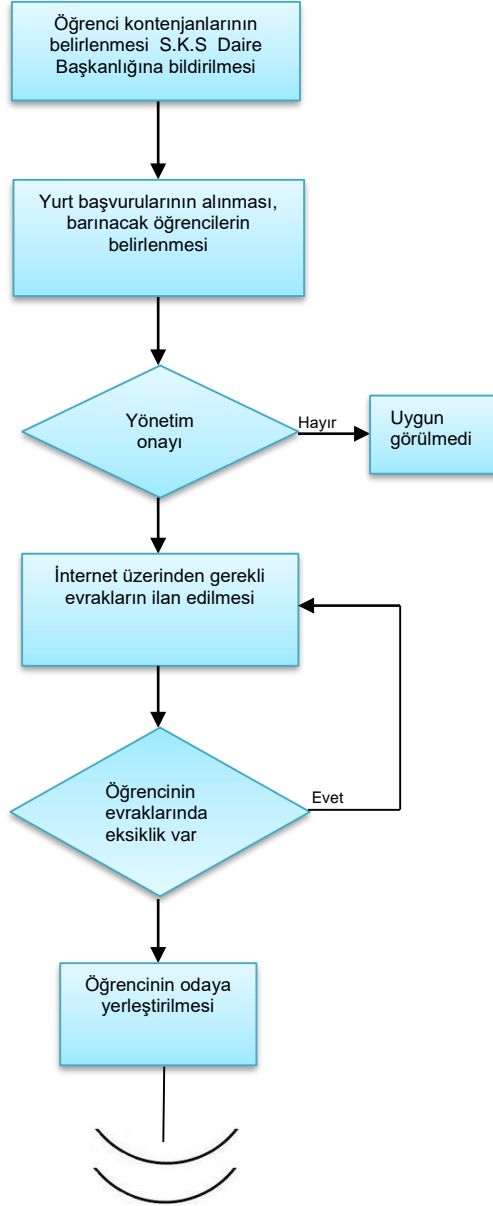 Öğrenci kontenjanlarının
belirlenmesi S.K.S Daire
Başkanlığına bildirilmesi
Yurt başvurularının alınması,
barınacak öğrencilerin
belirlenmesi
Yönetim
onayı
Hayır
Uygun
görülmedi
İnternet üzerinden gerekli
evrakların ilan edilmesi
Öğrencinin
evraklarında
eksiklik var
Evet
Öğrencinin odaya
yerleştirilmesi